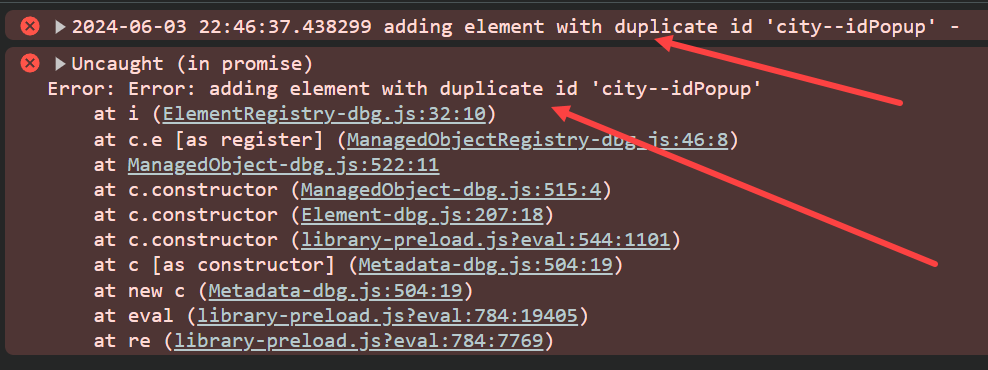 2024-06-03 22:46:37.438299 adding element with duplicate id 'city--idPopup' -
Uncaught (in promise)
Error: Error: adding element with duplicate id 'city--idPopup'
at i (ElementRegistry-dbg.js:32:10)
at c.e [as register] (ManagedObjectRegistry-dbg.js:46:8)
at ManagedObject-dbg.js:522:11
at c.constructor (ManagedObject-dbg.js:515:4)
at c.constructor (Element-dbg.js:207:18)
at c.constructor (library-preload.js?eval:544:1101)
at c [as constructor] (Metadata-dbg.js:504:19)
at new c (Metadata-dbg.js:504:19)
at eval (library-preload.js?eval:784:19405)
at re (library-preload.js?eval:784:7769)